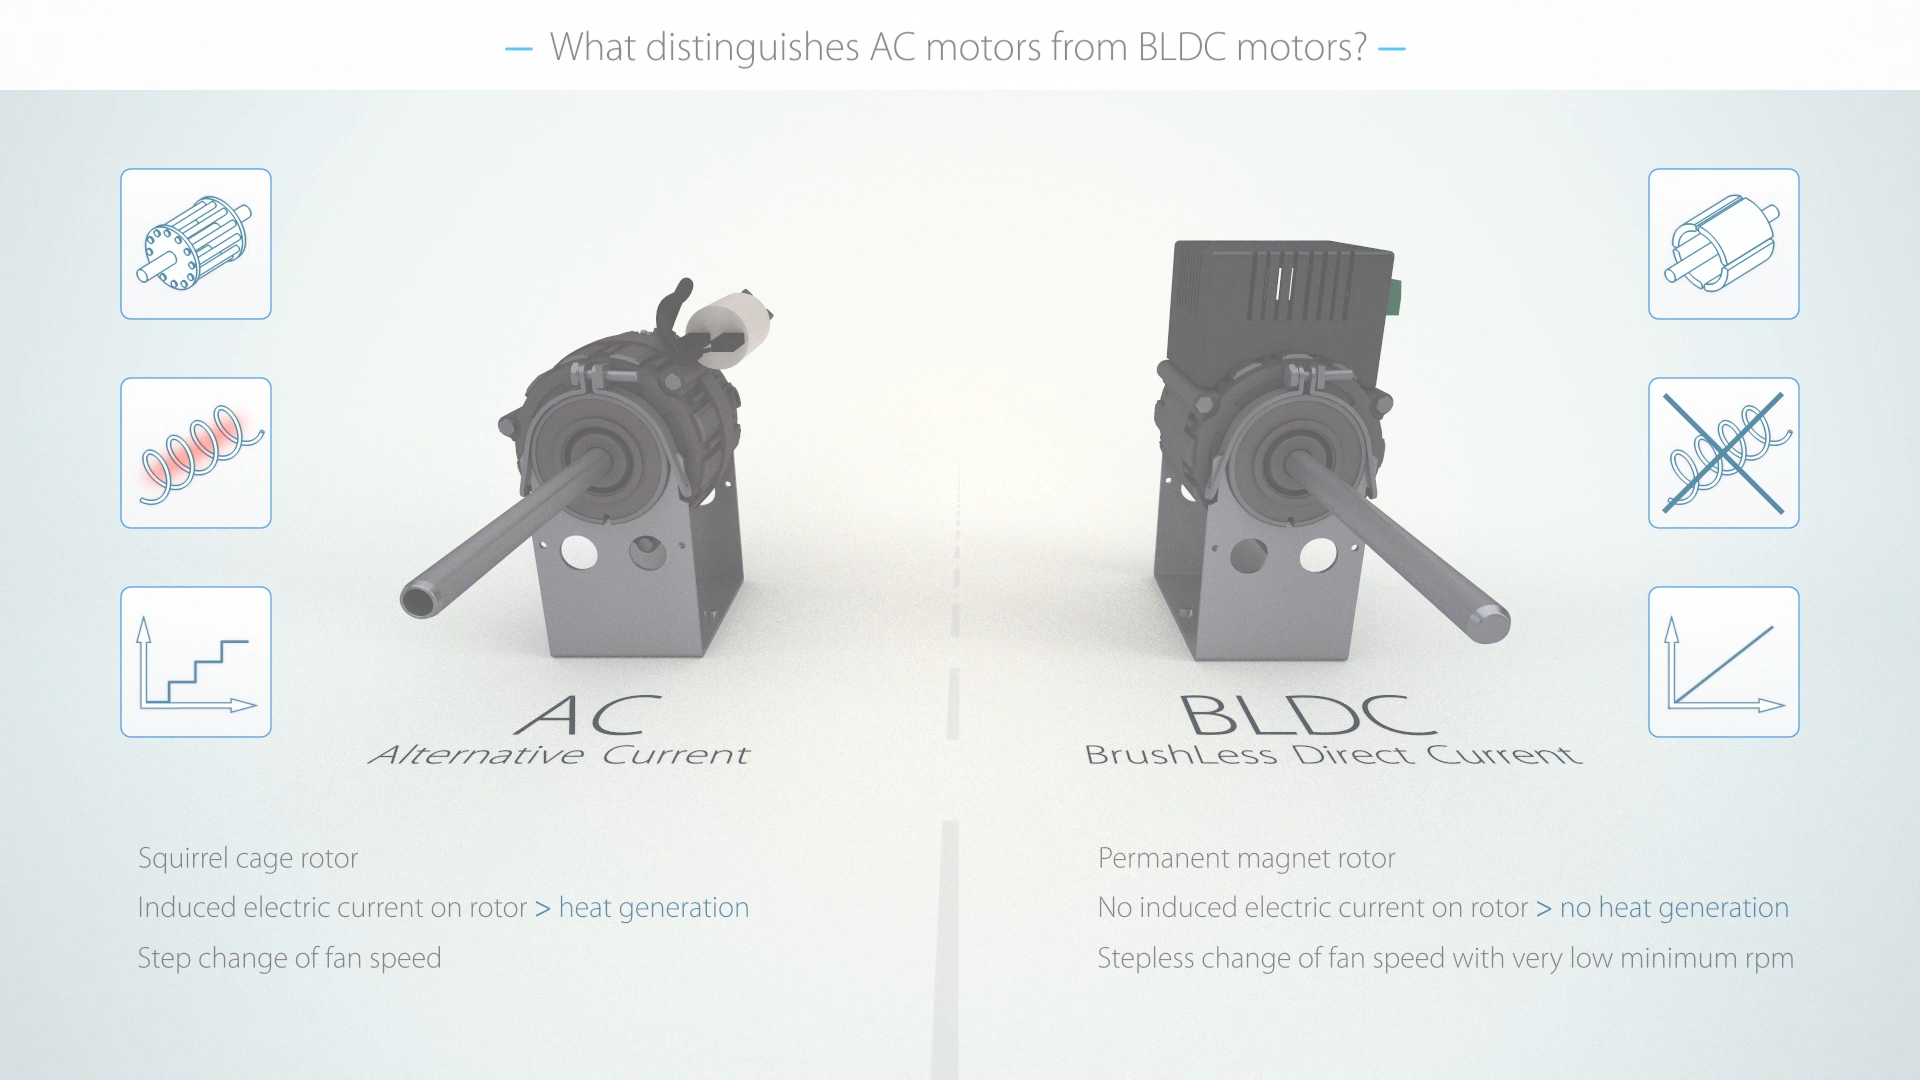 What distinguishes AC motors from BLDC motors?
AC
Alternative Current
BLDC
BrushLess Direct Current
Squirrel cage rotor
Induced electric current on rotor > heat generation
Step change of fan speed
Permanent magnet rotor
No induced electric current on rotor > no heat generation
Stepless change of fan speed with very low minimum rpm